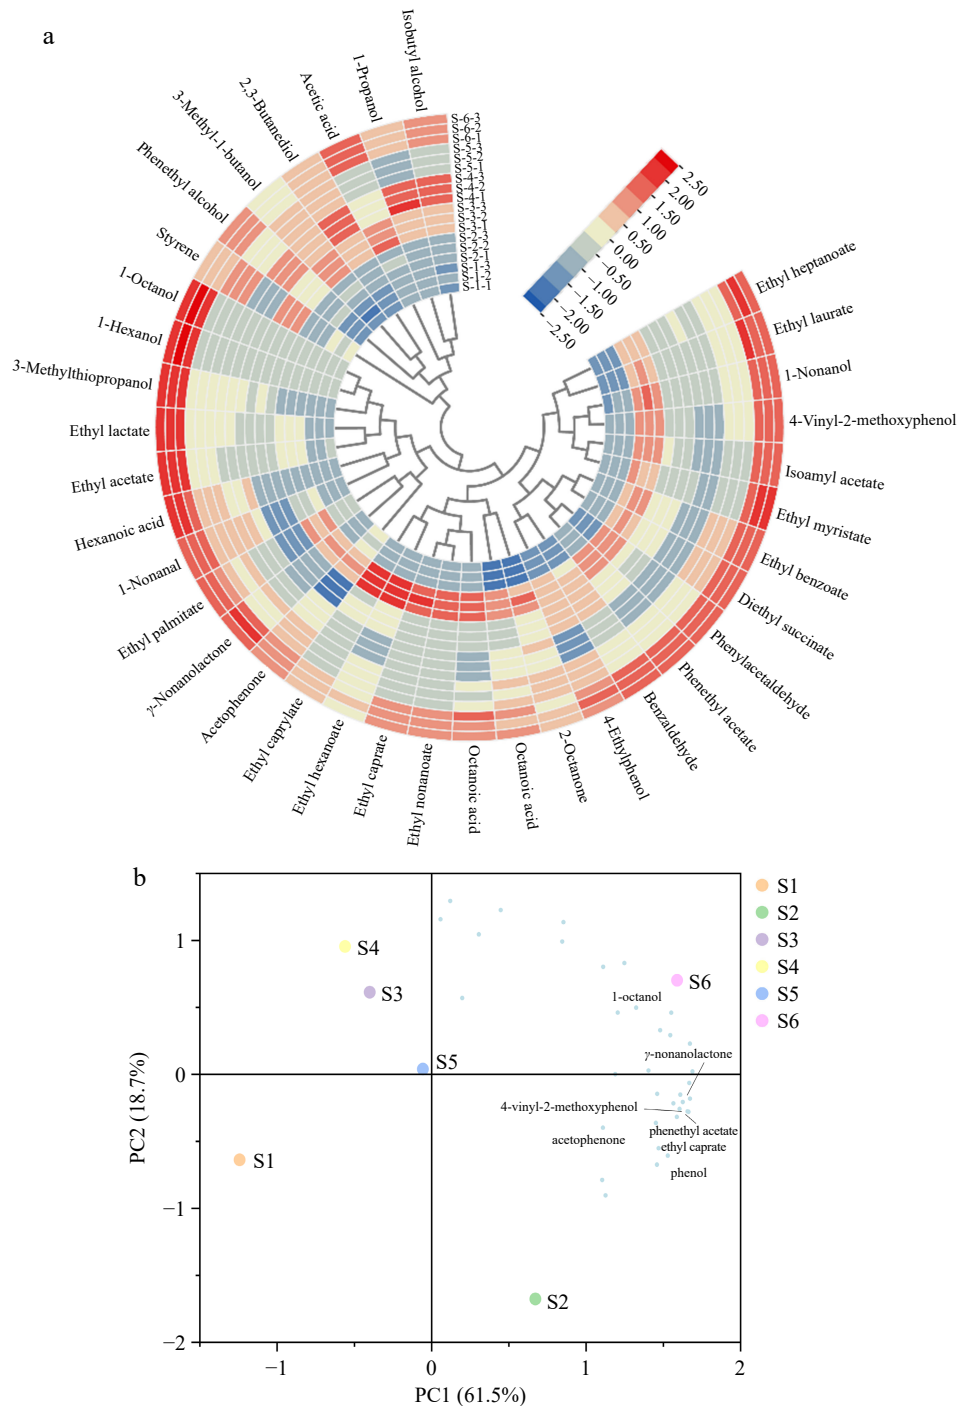 a
Isobutyl alcohol
1-Propanol
Acetic acid
2,3-Butanediol
3-Methyl-1-butanol
Phenethyl alcohol
Styrene
1-Octanol
1-Hexanol
3-Methylthiopropanol
Ethyl lactate
Ethyl acetate
Hexanoic acid
1-Nonanal
Ethyl palmitate
γ-Nonanolactone
Acetophenone
Ethyl caprylate
Ethyl hexanoate
Ethyl caprate
Ethyl nonanoate
Octanoic acid
Octanoic acid
2-Octanone
4-Ethylphenol
Benzaldehyde
Phenethyl acetate
Phenylacetaldehyde
Diethyl succinate
Ethyl benzoate
Ethyl myristate
Isoamyl acetate
4-Vinyl-2-methoxyphenol
1-Nonanol
Ethyl laurate
Ethyl heptanoate
S-6-3
S-6-2
S-6-1
S-5-3
S-5-2
S-5-1
S-4-3
S-4-2
S-4-1
S-3-3
S-3-2
S-3-1
S-2-3
S-2-2
S-2-1
S-1-3
S-1-2
S-1-1
2.50
2.00
1.50
1.00
0.50
0.00
−0.50
−1.00
−1.50
−2.00
−2.50
b
S1
S2
S3
S4
S5
S6
S4
S3
S5
S1
S2
S6
1-octanol
γ-nonanolactone
4-vinyl-2-methoxyphenol
phenethyl acetate
acetophenone
ethyl caprate
phenol
1
0
−1
−2
PC2 (18.7%)
−1
0
1
2
PC1 (61.5%)